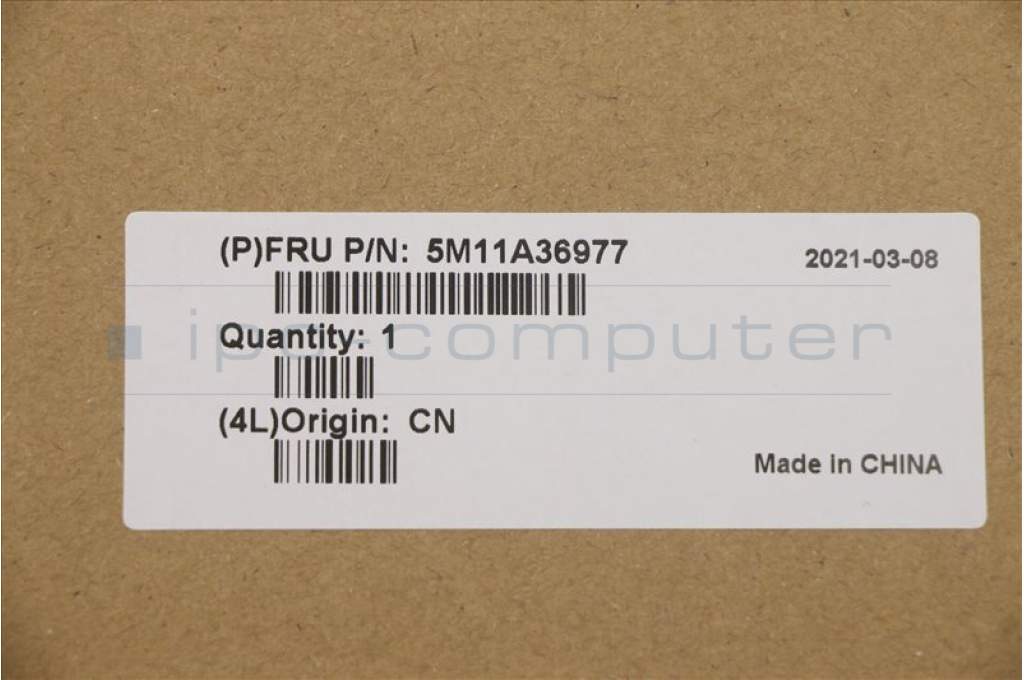 (P)FRU P/N: 5M11A36977
2021-03-08
Quantity: 1
ipc-computer
(4L)Origin: CN
Made in CHINA